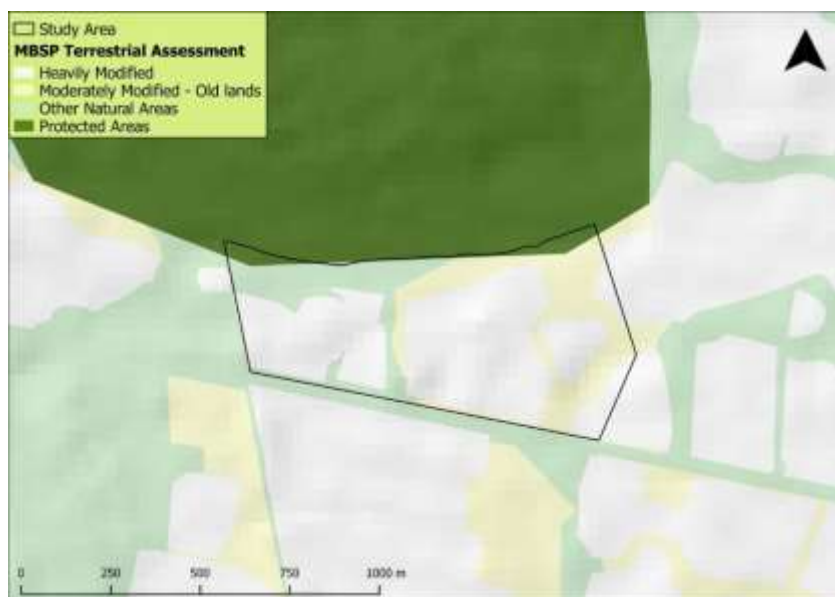 Study Area
MBSP Terrestrial Assessment
Heavily Modified
Moderately Modified - Old lands
Other Natural Areas
Protected Areas
0 250 500 750 1000 m